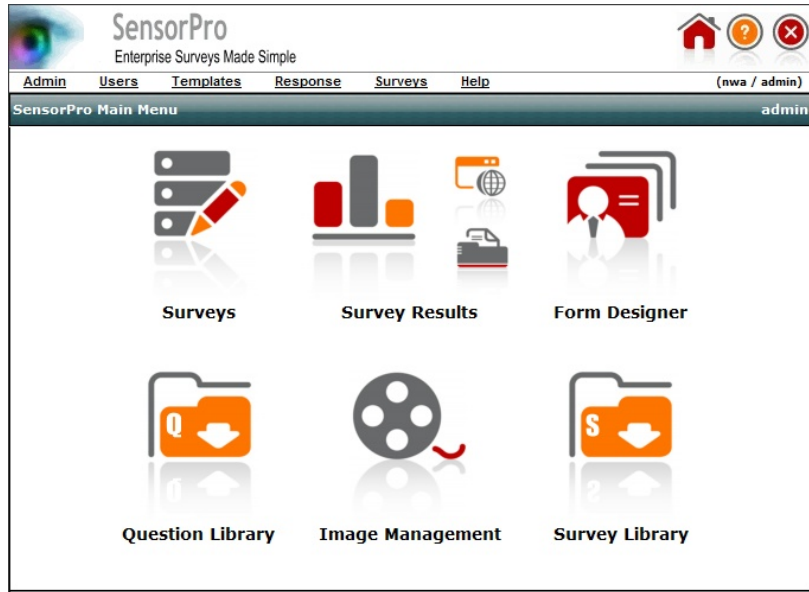 SensorPro
Enterprise Surveys Made Simple
?
Admin Users Templates Response Surveys Help (nwa / admin)
SensorPro Main Menu admin
Surveys Survey Results Form Designer
Q S
Question Library Image Management Survey Library